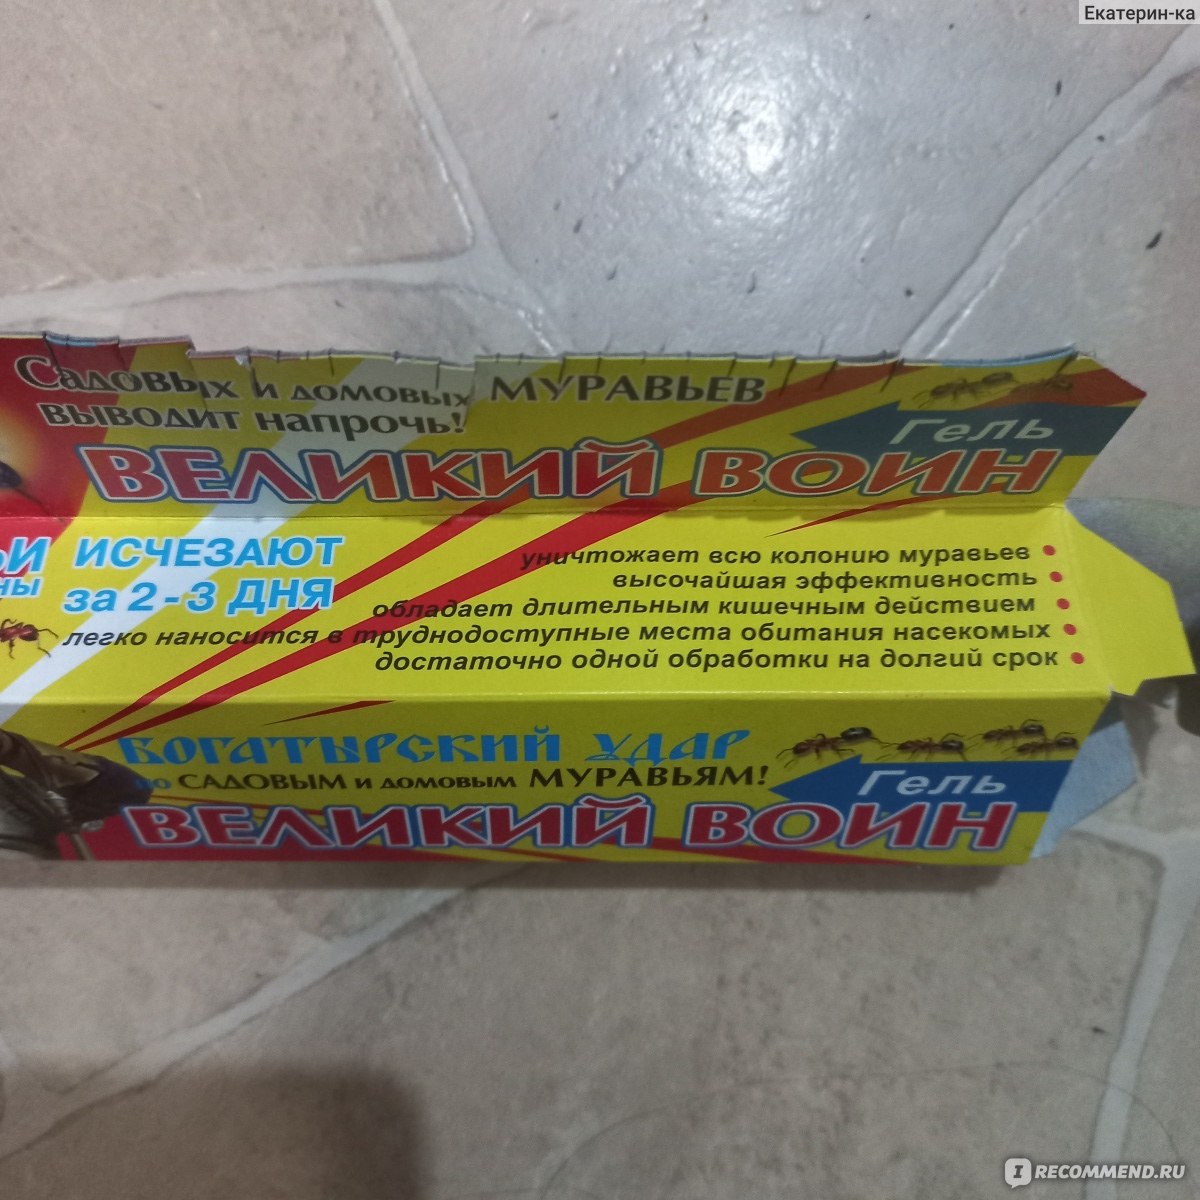 Екатерин-ка
Садовых и домовых МУРАВЬЕВ
ВЫВОДИТ напрочь!
Гель
ВЕЛИКИЙ ВОИН
ИСЧЕЗАЮТ
за 2-3 ДНЯ
уничтожает всю колонию муравьев
высочайшая эффективность
обладает длительным кишечным действием
легко наносится в труднодоступные места обитания насекомых
достаточно одной обработки на долгий срок
БОГАТЫРСКИЙ УДАР
по САДОВЫМ и домовым МУРАВЬЯМ!
Гель
ВЕЛИКИЙ ВОИН
IRECOMMEND.RU